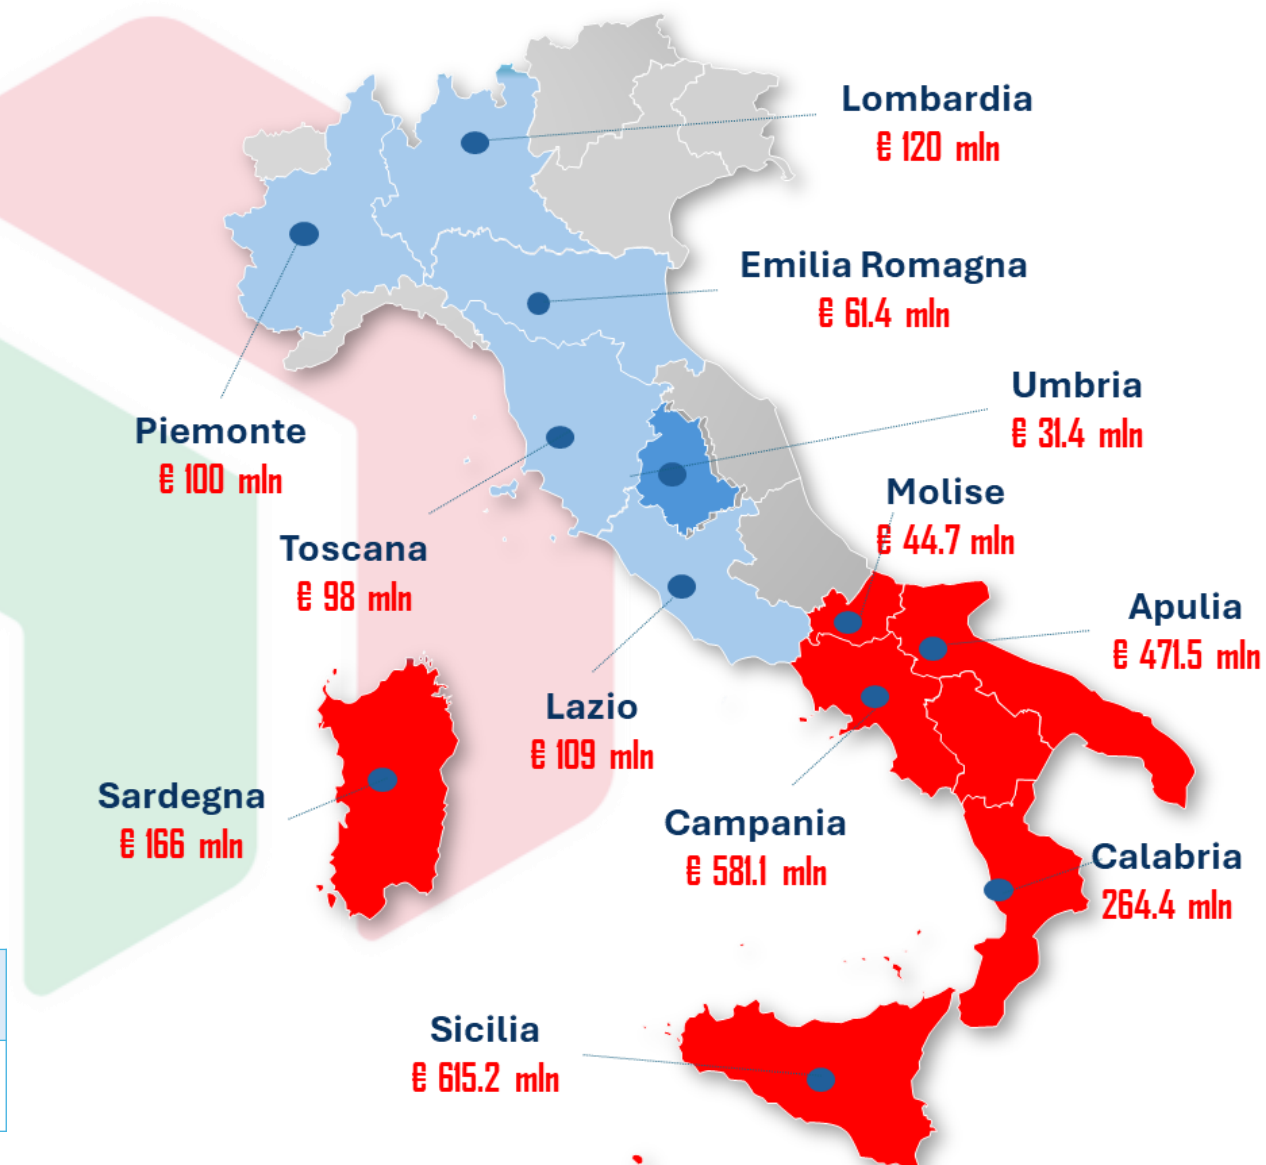 Lombardia
€ 120 mln
Emilia Romagna
€ 61.4 mln
Umbria
€ 31.4 mln
Piemonte
€ 100 mln
Molise
€ 44.7 mln
Toscana
€ 98 mln
Apulia
€ 471.5 mln
Lazio
€ 109 mln
Sardegna
€ 166 mln
Campania
€ 581.1 mln
Calabria
264.4 mln
Sicilia
€ 615.2 mln